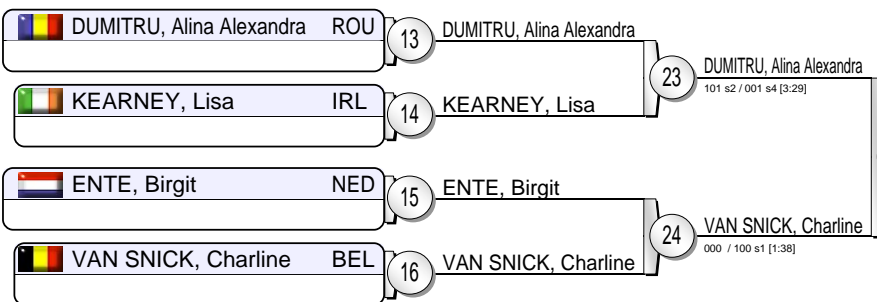 DUMITRU, Alina Alexandra ROU
13
DUMITRU, Alina Alexandra
23
DUMITRU, Alina Alexandra
101 s2 / 001 s4 [3:29]
KEARNEY, Lisa IRL
14
KEARNEY, Lisa
ENTE, Birgit NED
15
ENTE, Birgit
24
VAN SNICK, Charline
000 / 100 s1 [1:38]
VAN SNICK, Charline BEL
16
VAN SNICK, Charline